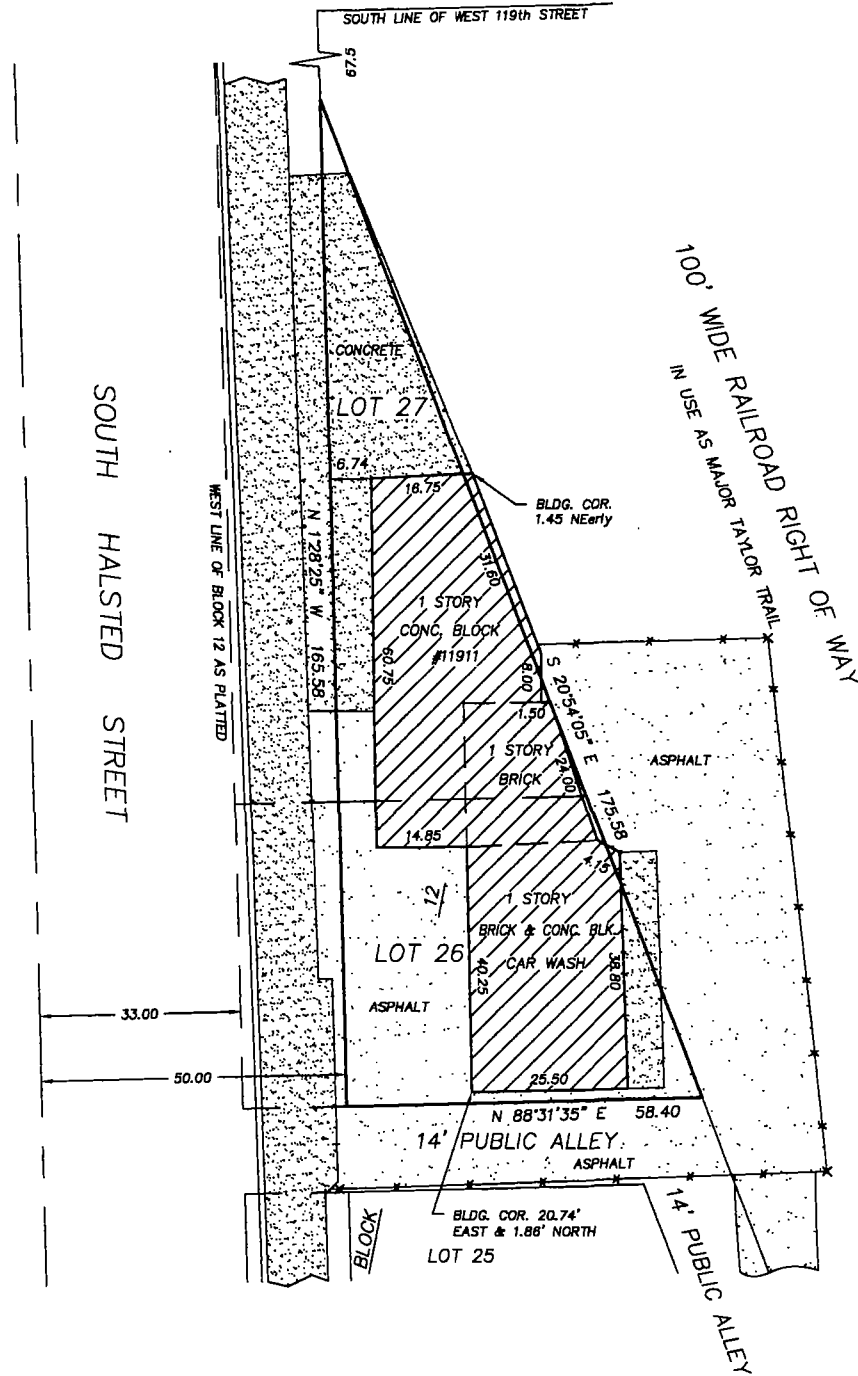 SOUTH LINE OF WEST 119th STREET
67.5
100' WIDE RAILROAD RIGHT OF WAY
IN USE AS MAJOR TAYLOR TRAIL
SOUTH HALSTED STREET
WEST LINE OF BLOCK 12 AS PLATTED
CONCRETE
LOT 27
6.74
16.75
BLDG. COR.
1.45 NEerly
N 1°28'25" W 165.58
31.60
1 STORY
CONC. BLOCK
#11911
60.75
8.00
S 20°54'05" E 175.58
1.50
1 STORY
BRICK
24.00
ASPHALT
14.85
4.15
12
1 STORY
BRICK & CONC. BLK.
CAR WASH
LOT 26
40.25
38.80
ASPHALT
33.00
50.00
25.50
N 88°31'35" E 58.40
14' PUBLIC ALLEY
ASPHALT
BLDG. COR. 20.74'
EAST & 1.86' NORTH
BLOCK
LOT 25
14' PUBLIC ALLEY